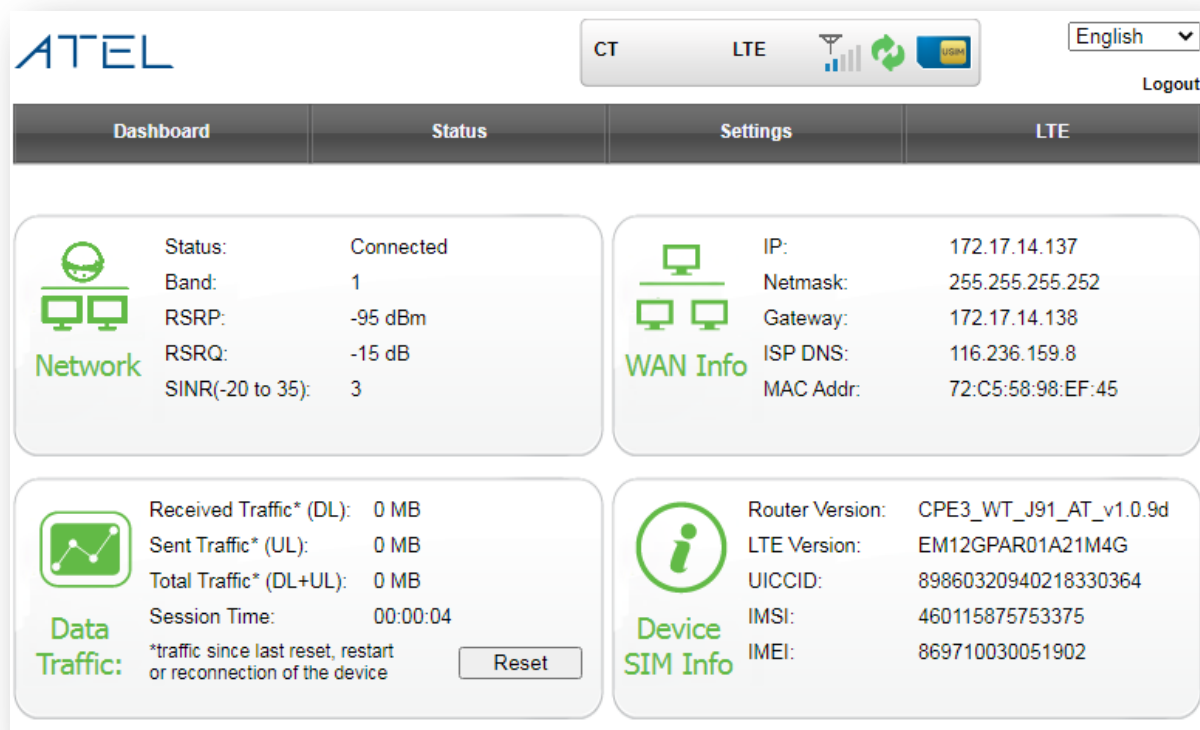 ATEL
CT LTE USIM English
Logout
Dashboard Status Settings LTE
Network
Status: Connected
Band: 1
RSRP: -95 dBm
RSRQ: -15 dB
SINR(-20 to 35): 3
WAN Info
IP: 172.17.14.137
Netmask: 255.255.255.252
Gateway: 172.17.14.138
ISP DNS: 116.236.159.8
MAC Addr: 72:C5:58:98:EF:45
Data
Traffic:
Received Traffic* (DL): 0 MB
Sent Traffic* (UL): 0 MB
Total Traffic* (DL+UL): 0 MB
Session Time: 00:00:04
*traffic since last reset, restart
or reconnection of the device
Reset
Device
SIM Info
Router Version: CPE3_WT_J91_AT_v1.0.9d
LTE Version: EM12GPAR01A21M4G
UICCID: 89860320940218330364
IMSI: 460115875753375
IMEI: 869710030051902